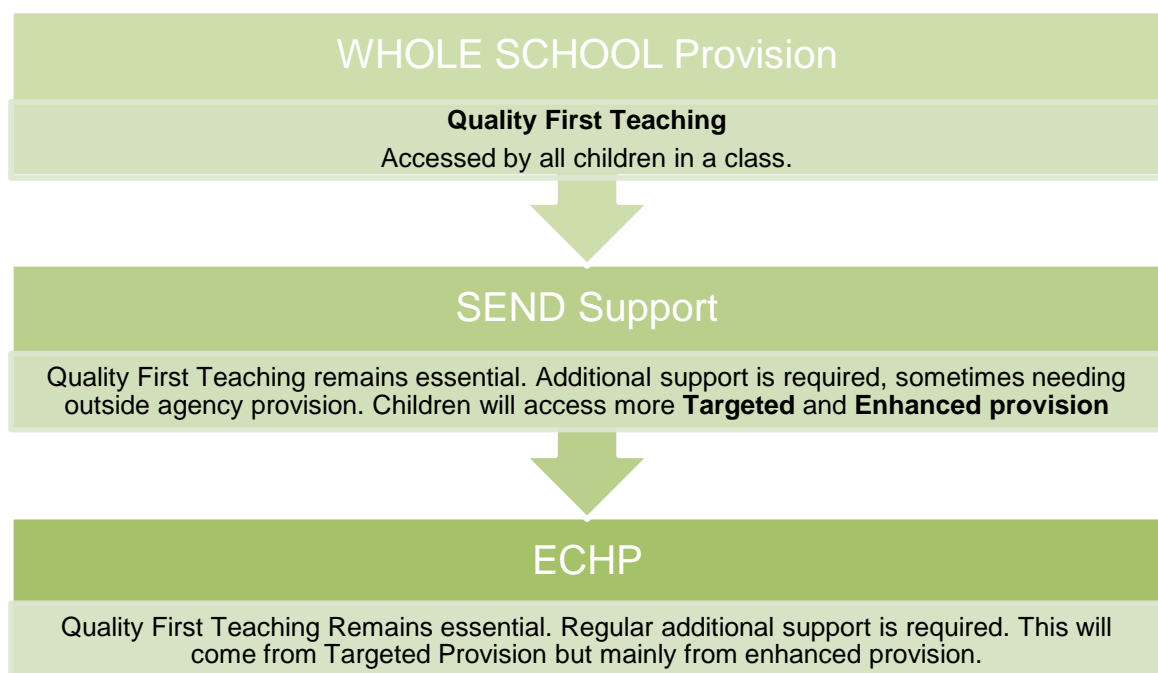 WHOLE SCHOOL Provision
Quality First Teaching
Accessed by all children in a class.
SEND Support
Quality First Teaching remains essential. Additional support is required, sometimes needing
outside agency provision. Children will access more Targeted and Enhanced provision
ECHP
Quality First Teaching Remains essential. Regular additional support is required. This will
come from Targeted Provision but mainly from enhanced provision.